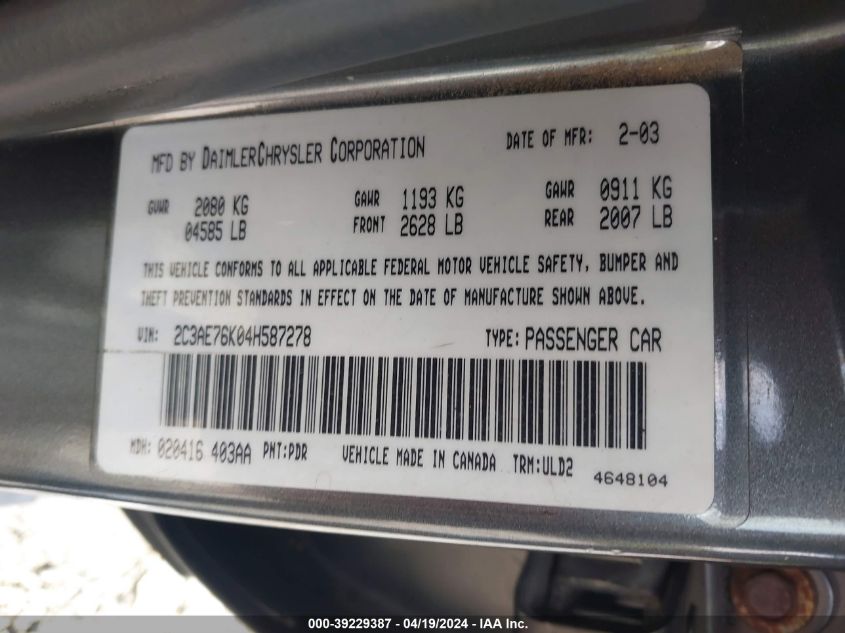 MFD BY DAIMLERCHRYSLER CORPORATION DATE OF MFR: 2-03
GVWR 2080 KG GAWR 1193 KG GAWR 0911 KG
04585 LB FRONT 2628 LB REAR 2007 LB
THIS VEHICLE CONFORMS TO ALL APPLICABLE FEDERAL MOTOR VEHICLE SAFETY, BUMPER AND
THEFT PREVENTION STANDARDS IN EFFECT ON THE DATE OF MANUFACTURE SHOWN ABOVE.
VIN: 2C3AE76K04H587278 TYPE: PASSENGER CAR
MDH: 020416 403AA PNT:PDR VEHICLE MADE IN CANADA TRM:ULD2 4648104
000-39229387 - 04/19/2024 - IAA Inc.